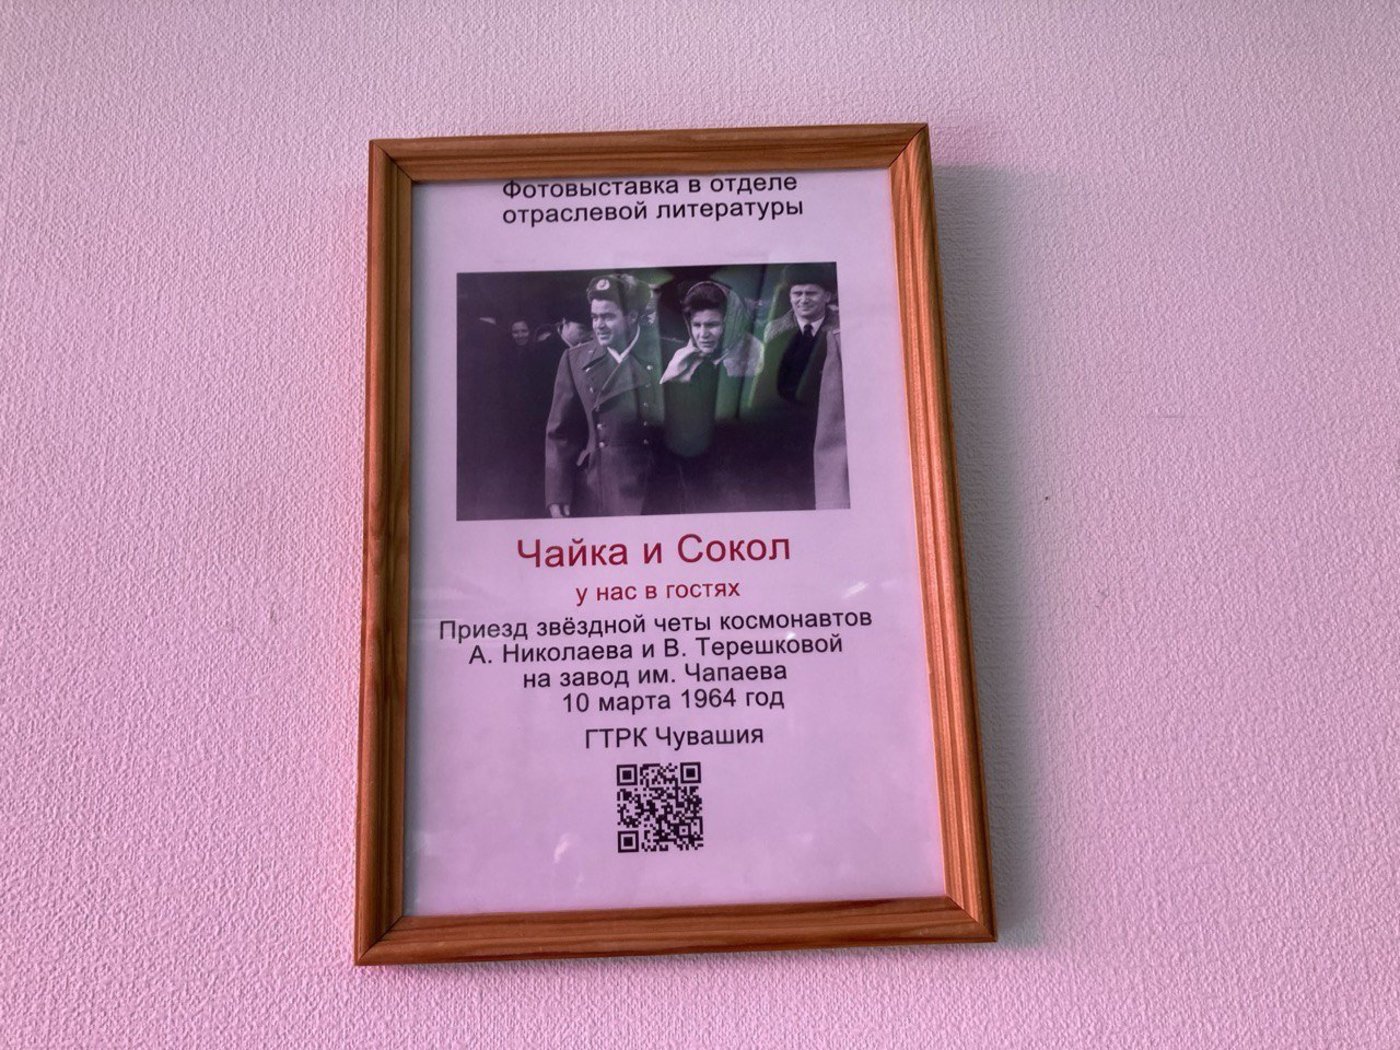 Фотовыставка в отделе
отраслевой литературы
Чайка и Сокол
у нас в гостях
Приезд звёздной четы космонавтов
А. Николаева и В. Терешковой
на завод им. Чапаева
10 марта 1964 год
ГТРК Чувашия